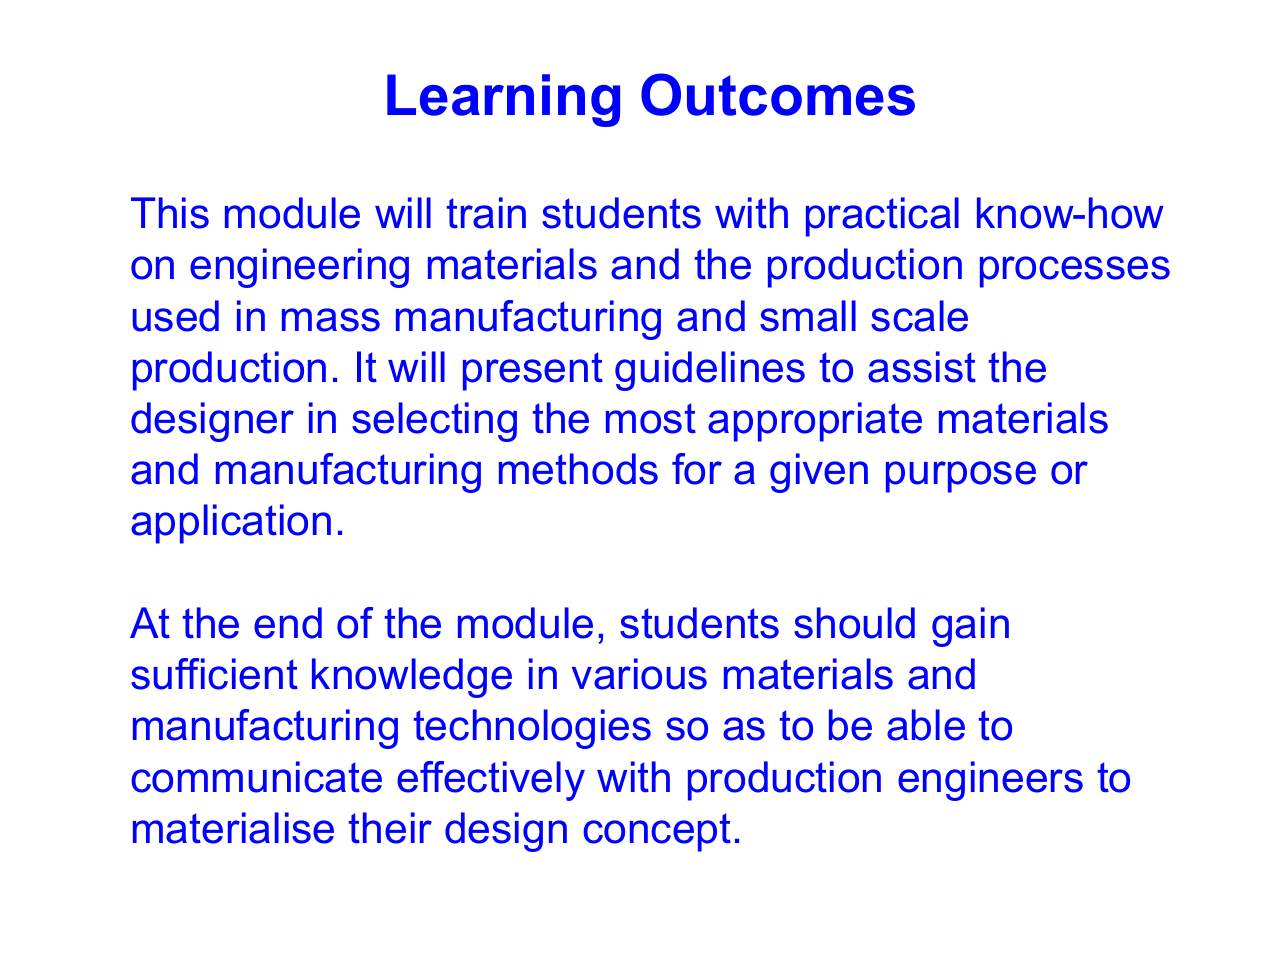 Learning Outcomes
This module will train students with practical know-how
on engineering materials and the production processes
used in mass manufacturing and small scale
production. It will present guidelines to assist the
designer in selecting the most appropriate materials
and manufacturing methods for a given purpose or
application.
At the end of the module, students should gain
sufficient knowledge in various materials and
manufacturing technologies so as to be able to
communicate effectively with production engineers to
materialise their design concept.